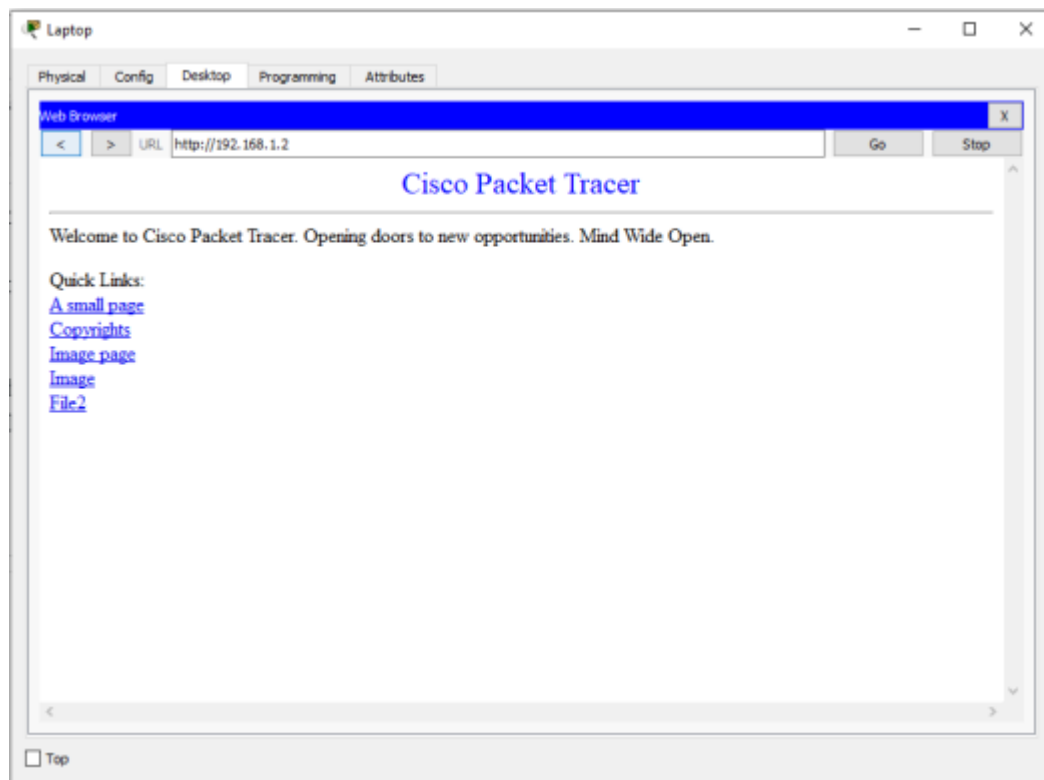 Laptop
Physical Config Desktop Programming Attributes
Web Browser X
< > URL http://192.168.1.2 Go Stop
Cisco Packet Tracer
Welcome to Cisco Packet Tracer. Opening doors to new opportunities. Mind Wide Open.
Quick Links:
A small page
Copyrights
Image page
Image
File2
Top